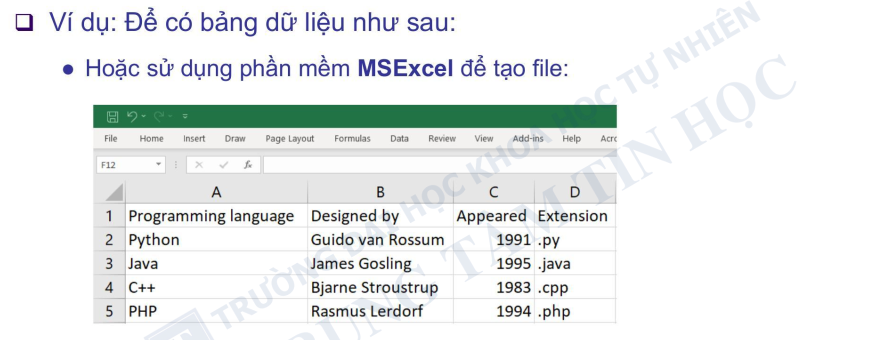 Ví dụ: Để có bảng dữ liệu như sau:
Hoặc sử dụng phần mềm MSExcel để tạo file:
File Home Insert Draw Page Layout Formulas Data Review View Add-ins Help Acro
F12 fx
A B C D
1 Programming language Designed by Appeared Extension
2 Python Guido van Rossum 1991 .py
3 Java James Gosling 1995 .java
4 C++ Bjarne Stroustrup 1983 .cpp
5 PHP Rasmus Lerdorf 1994 .php
TRƯỜNG ĐẠI HỌC KHOA HỌC TỰ NHIÊN
TRUNG TÂM TIN HỌC